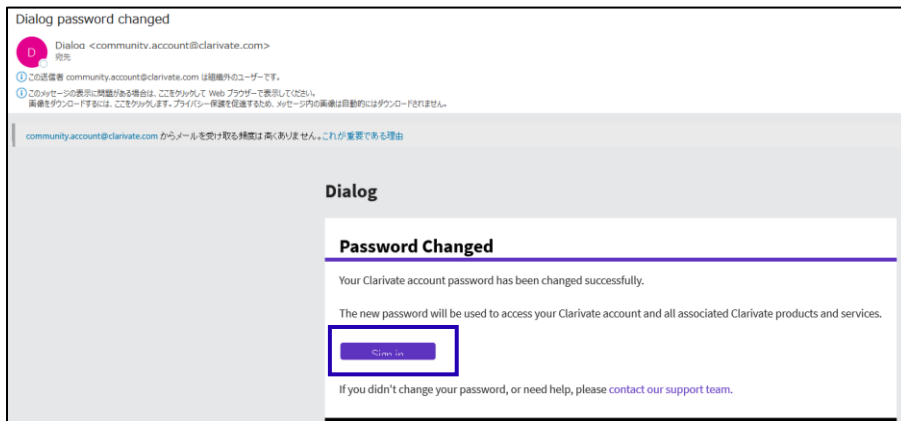 Dialog password changed
D
Dialog <community.account@clarivate.com>
宛先
この送信者 community.account@clarivate.com は組織外のユーザーです。
このメッセージの表示に問題がある場合は、ここをクリックして Web ブラウザーで表示してください。
画像をダウンロードするには、ここをクリックします。プライバシー保護を促進するため、メッセージ内の画像は自動的にはダウンロードされません。
community.account@clarivate.com からメールを受け取る頻度は高くありません。これが重要である理由
Dialog
Password Changed
Your Clarivate account password has been changed successfully.
The new password will be used to access your Clarivate account and all associated Clarivate products and services.
Sign in
If you didn't change your password, or need help, please contact our support team.